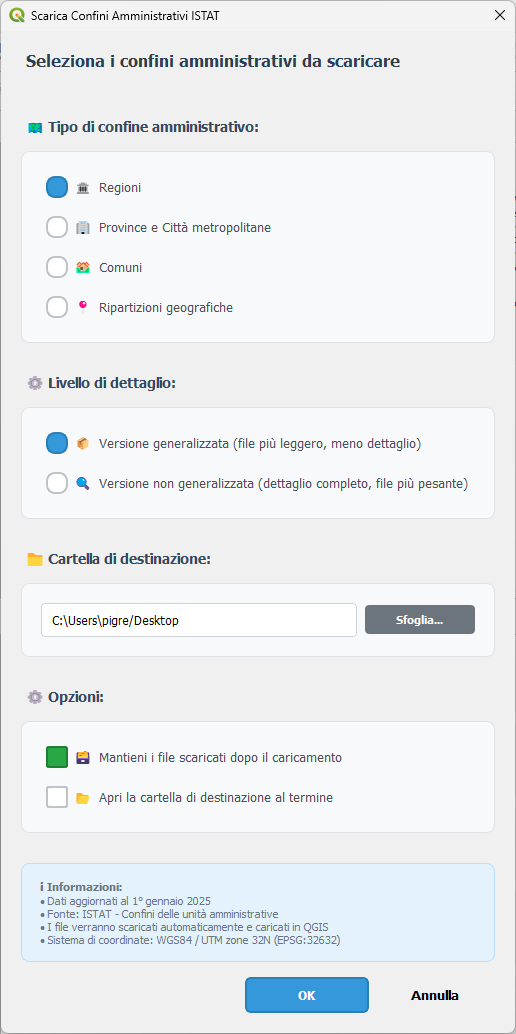 Scarica Confini Amministrativi ISTAT
Seleziona i confini amministrativi da scaricare
Tipo di confine amministrativo:
Regioni
Province e Città metropolitane
Comuni
Ripartizioni geografiche
Livello di dettaglio:
Versione generalizzata (file più leggero, meno dettaglio)
Versione non generalizzata (dettaglio completo, file più pesante)
Cartella di destinazione:
C:\Users\pigre/Desktop
Sfoglia...
Opzioni:
Mantieni i file scaricati dopo il caricamento
Apri la cartella di destinazione al termine
ℹ Informazioni:
• Dati aggiornati al 1° gennaio 2025
• Fonte: ISTAT - Confini delle unità amministrative
• I file verranno scaricati automaticamente e caricati in QGIS
• Sistema di coordinate: WGS84 / UTM zone 32N (EPSG:32632)
OK
Annulla